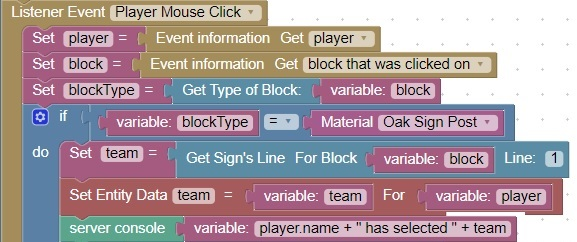 Listener Event Player Mouse Click
Set player = Event information Get player
Set block = Event information Get block that was clicked on
Set blockType = Get Type of Block: variable: block
if variable: blockType = Material Oak Sign Post
do Set team = Get Sign's Line For Block variable: block Line: 1
Set Entity Data team = variable: team For variable: player
server console variable: player.name + " has selected " + team